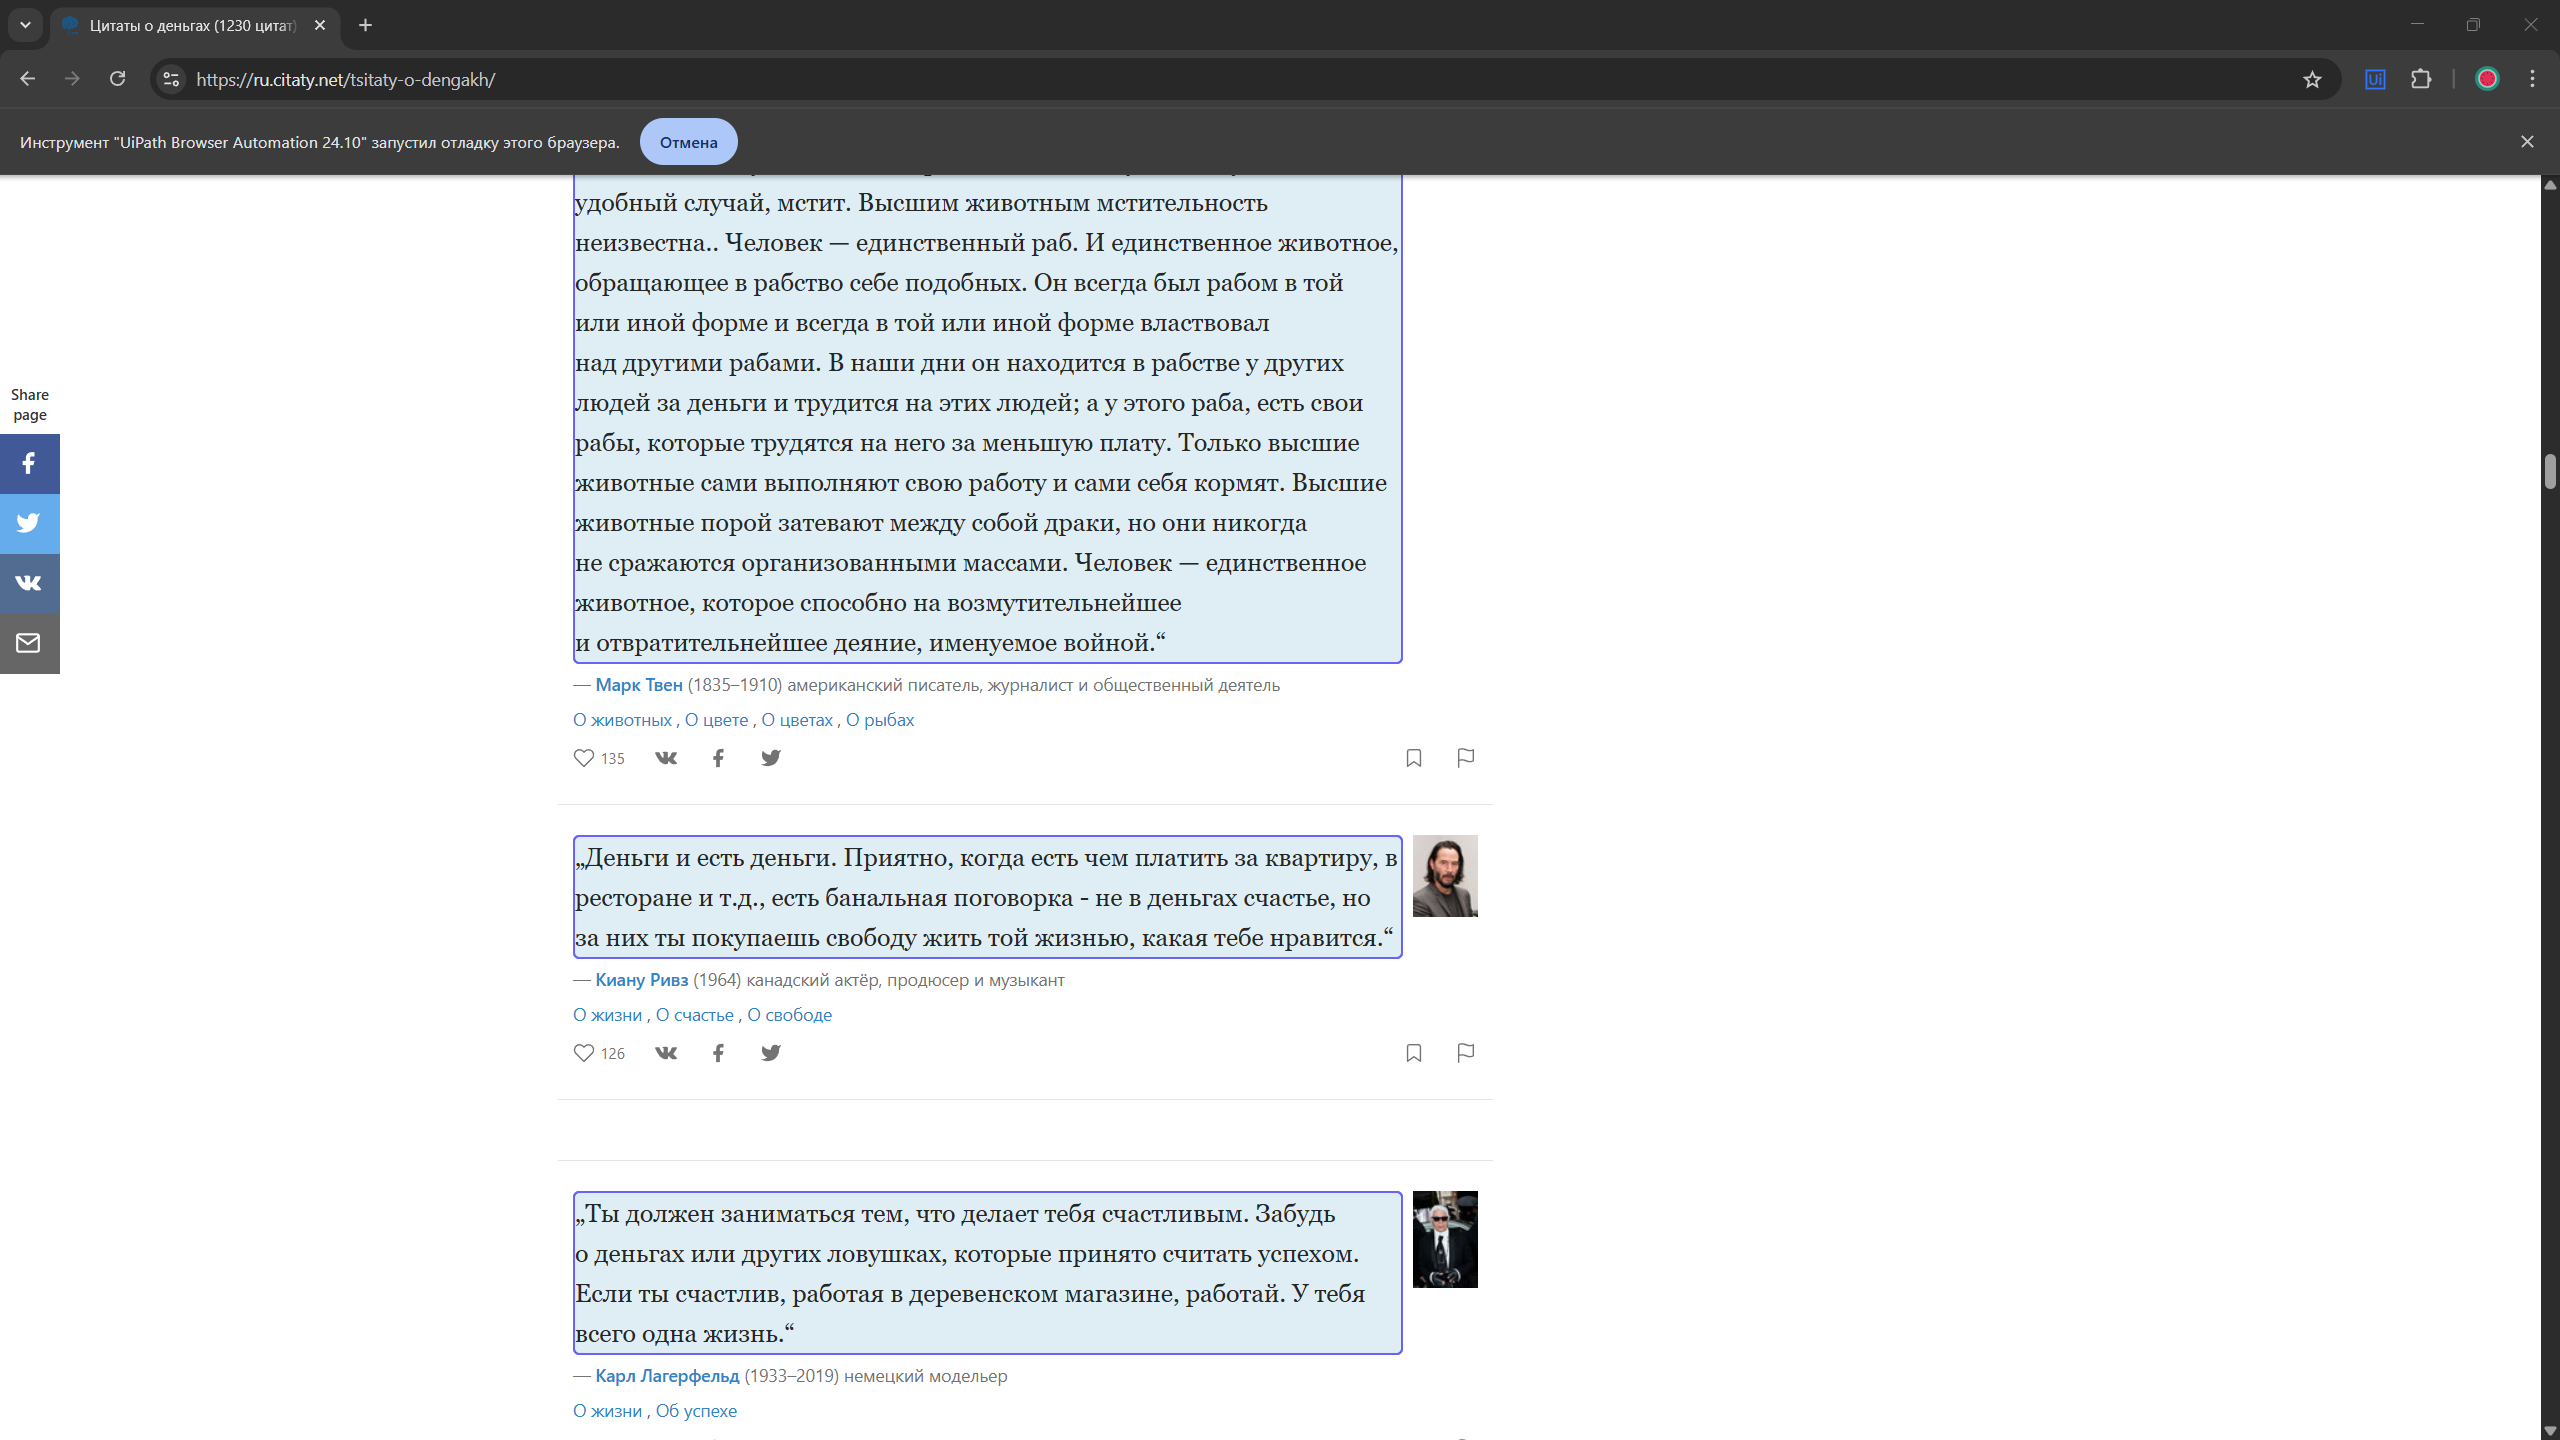 Цитаты о деньгах (1230 цитат)
https://ru.citaty.net/tsitaty-o-dengakh/
Инструмент "UiPath Browser Automation 24.10" запустил отладку этого браузера.
Отмена
удобный случай, мстит. Высшим животным мстительность
неизвестна.. Человек — единственный раб. И единственное животное,
обращающее в рабство себе подобных. Он всегда был рабом в той
или иной форме и всегда в той или иной форме властвовал
над другими рабами. В наши дни он находится в рабстве у других
людей за деньги и трудится на этих людей; а у этого раба, есть свои
рабы, которые трудятся на него за меньшую плату. Только высшие
животные сами выполняют свою работу и сами себя кормят. Высшие
животные порой затевают между собой драки, но они никогда
не сражаются организованными массами. Человек — единственное
животное, которое способно на возмутительнейшее
и отвратительнейшее деяние, именуемое войной.“
Share
page
— Марк Твен (1835–1910) американский писатель, журналист и общественный деятель
О животных , О цвете , О цветах , О рыбах
135
„Деньги и есть деньги. Приятно, когда есть чем платить за квартиру, в
ресторане и т.д., есть банальная поговорка - не в деньгах счастье, но
за них ты покупаешь свободу жить той жизнью, какая тебе нравится.“
— Киану Ривз (1964) канадский актёр, продюсер и музыкант
О жизни , О счастье , О свободе
126
„Ты должен заниматься тем, что делает тебя счастливым. Забудь
о деньгах или других ловушках, которые принято считать успехом.
Если ты счастлив, работая в деревенском магазине, работай. У тебя
всего одна жизнь.“
— Карл Лагерфельд (1933–2019) немецкий модельер
О жизни , Об успехе